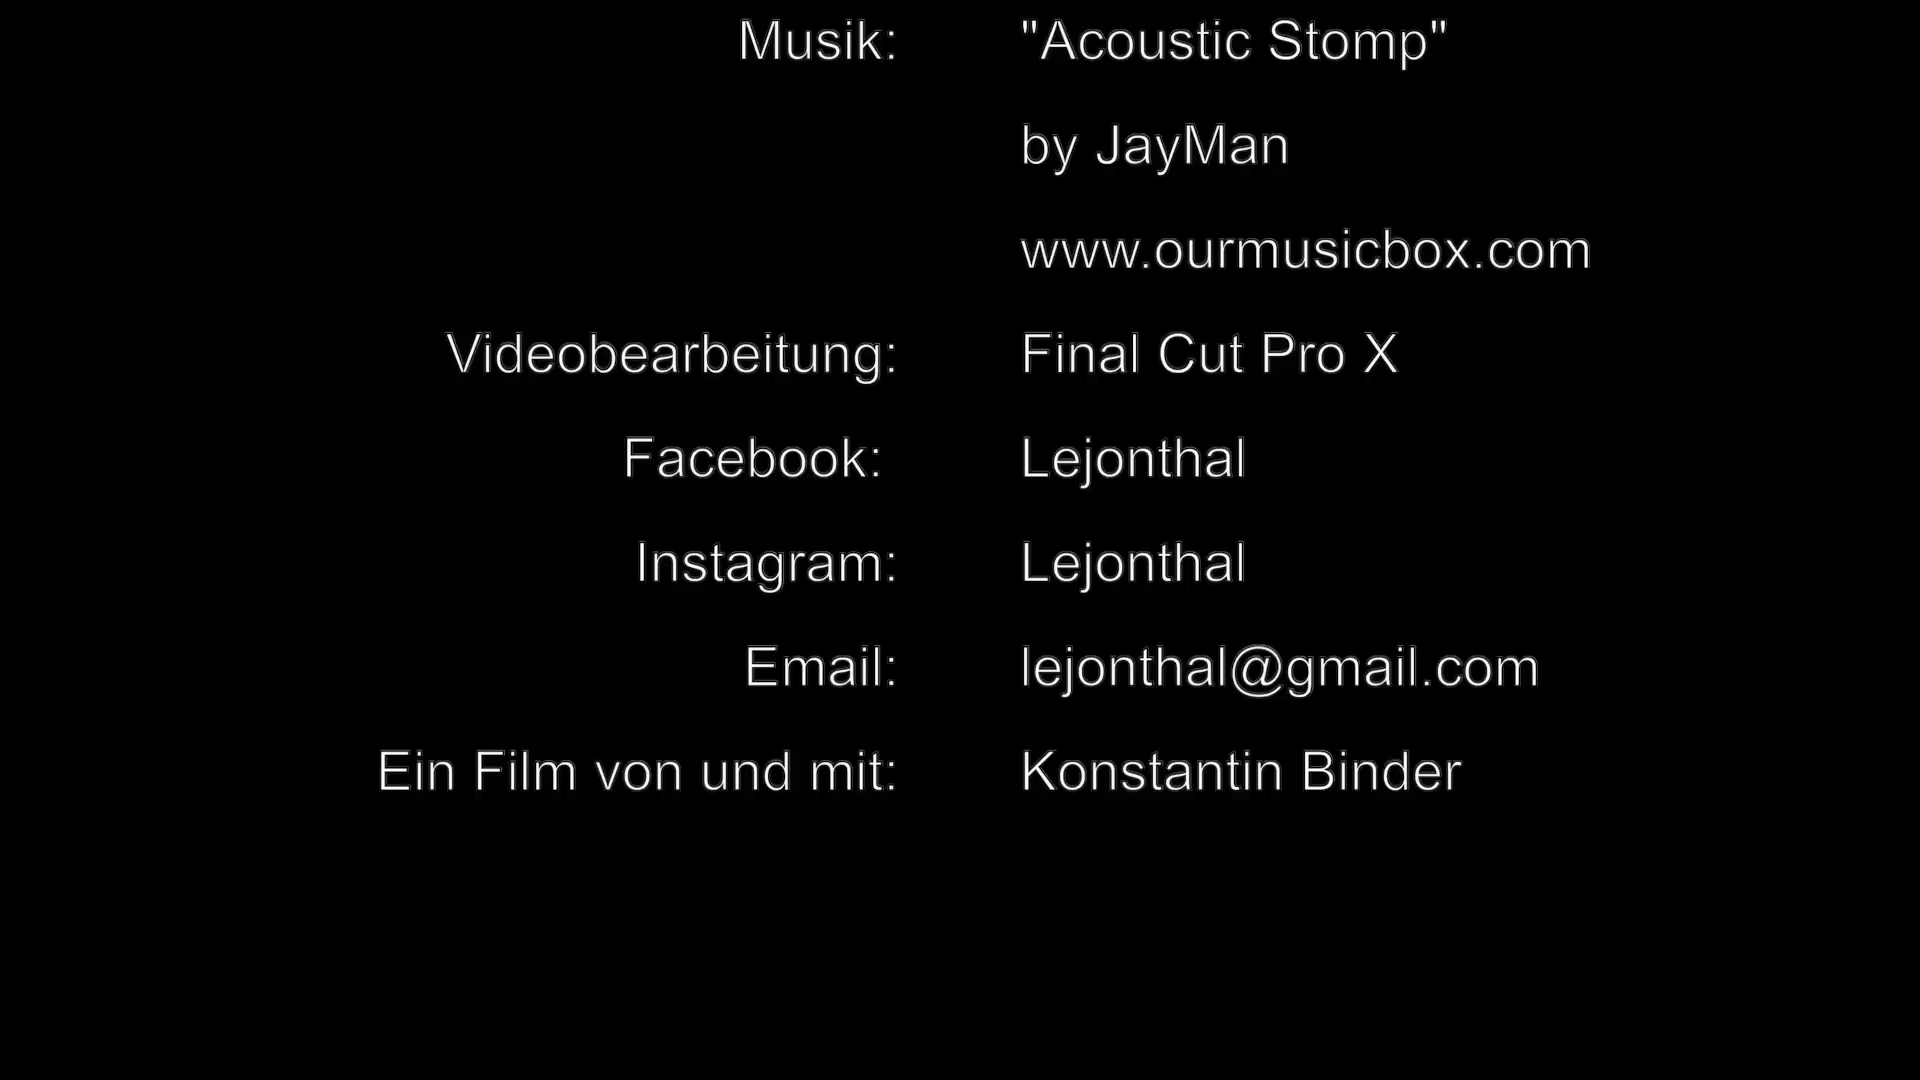 Musik: "Acoustic Stomp"
by JayMan
www.ourmusicbox.com
Videobearbeitung: Final Cut Pro X
Facebook: Lejonthal
Instagram: Lejonthal
Email: lejonthal@gmail.com
Ein Film von und mit: Konstantin Binder